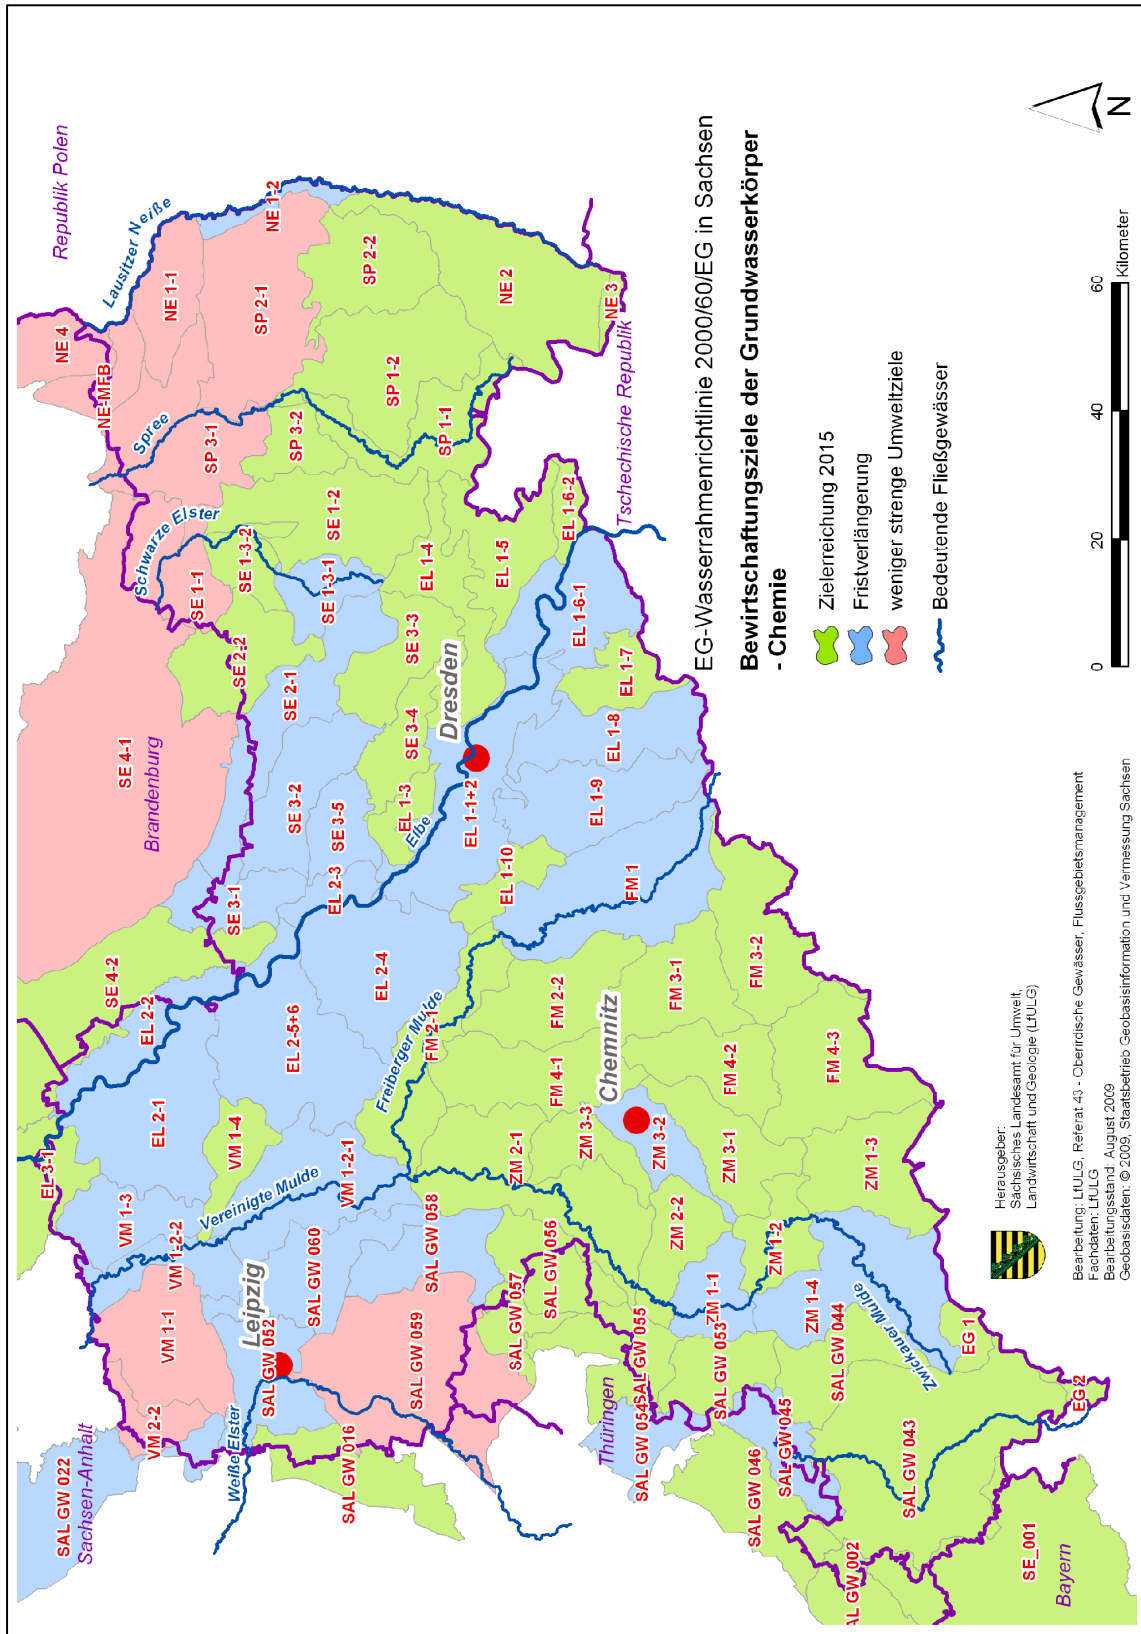 EG-Wasserrahmenrichtlinie 2000/60/EG in Sachsen
Bewirtschaftungsziele der Grundwasserkörper
- Chemie
Zielerreichung 2015
Fristverlängerung
weniger strenge Umweltziele
Bedeutende Fließgewässer
0
20
40
60
Kilometer
N
Herausgeber:
Sächsisches Landesamt für Umwelt,
Landwirtschaft und Geologie (LfULG)
Bearbeitung: LfULG, Referat 43 - Oberirdische Gewässer, Flussgebietsmanagement
Fachdaten: LfULG
Bearbeitungsstand: August 2009
Geobasisdaten: © 2009, Staatsbetrieb Geobasisinformation und Vermessung Sachsen
Republik Polen
Tschechische Republik
Brandenburg
Sachsen-Anhalt
Thüringen
Bayern
Dresden
Chemnitz
Leipzig
Lausitzer Neiße
Spree
Schwarze Elster
Elbe
Freiberger Mulde
Vereinigte Mulde
Zwickauer Mulde
Weiße Elster
NE 4
NE-MFB
NE 1-1
NE 1-2
SP 2-1
SP 2-2
NE 2
NE 3
SP 3-1
SP 3-2
SP 1-2
SP 1-1
SE 1-1
SE 1-3-2
SE 1-2
SE 1-3-1
SE 2-2
SE 2-1
SE 4-1
SE 3-2
SE 3-5
SE 3-1
SE 3-3
SE 3-4
SE 4-2
EL 1-4
EL 1-5
EL 1-6-2
EL 1-6-1
EL 1-7
EL 1-8
EL 1-9
EL 1-3
EL 1-1+2
EL 1-10
EL 2-3
EL 2-4
EL 2-2
EL 2-5+6
EL 2-1
EL 3-1
FM 1
FM 2-1
FM 2-2
FM 3-1
FM 3-2
FM 4-1
FM 4-2
FM 4-3
VM 1-4
VM 1-3
VM 1-2-1
VM 1-2-2
VM 1-1
VM 2-2
ZM 2-1
ZM 3-3
ZM 3-2
ZM 3-1
ZM 1-3
ZM 2-2
ZM 1-2
ZM 1-1
ZM 1-4
SAL GW 060
SAL GW 058
SAL GW 052
SAL GW 059
SAL GW 057
SAL GW 056
SAL GW 055
SAL GW 054
SAL GW 053
SAL GW 044
SAL GW 045
SAL GW 046
SAL GW 043
SAL GW 016
SAL GW 022
AL GW 002
EG 1
EG 2
SE_001